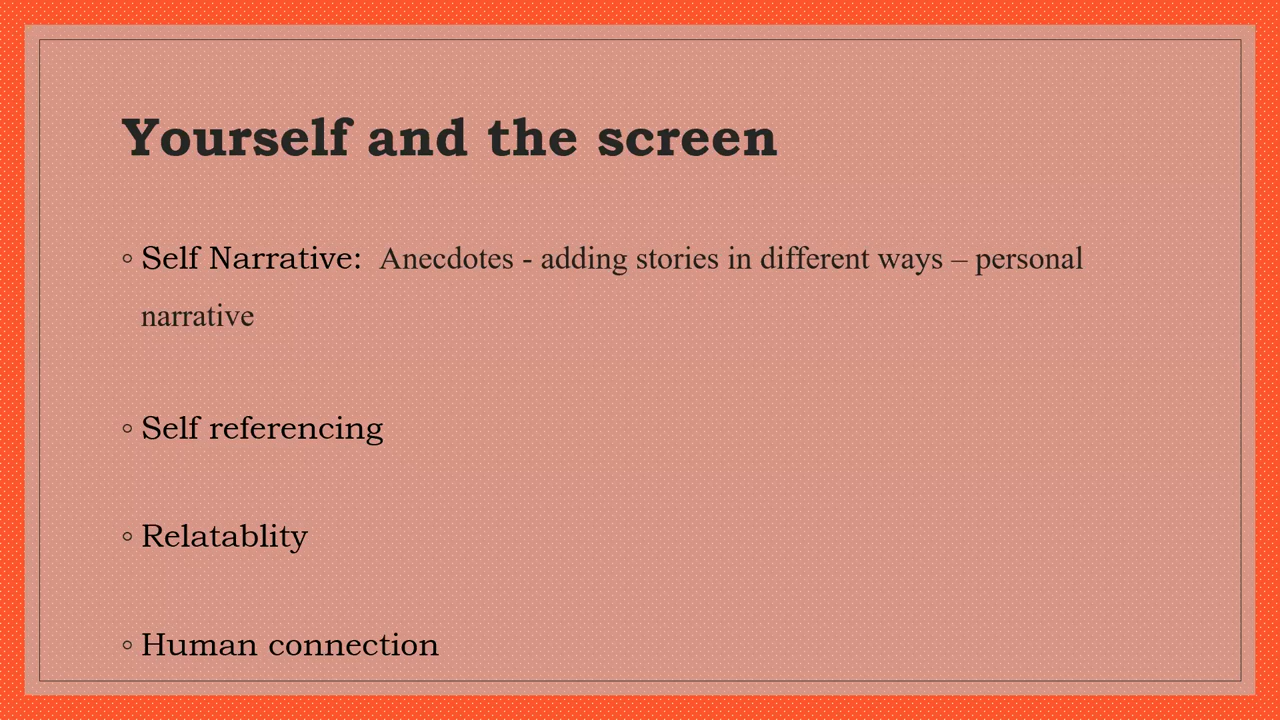 Yourself and the screen
◦ Self Narrative: Anecdotes - adding stories in different ways – personal
narrative
◦ Self referencing
◦ Relatablity
◦ Human connection